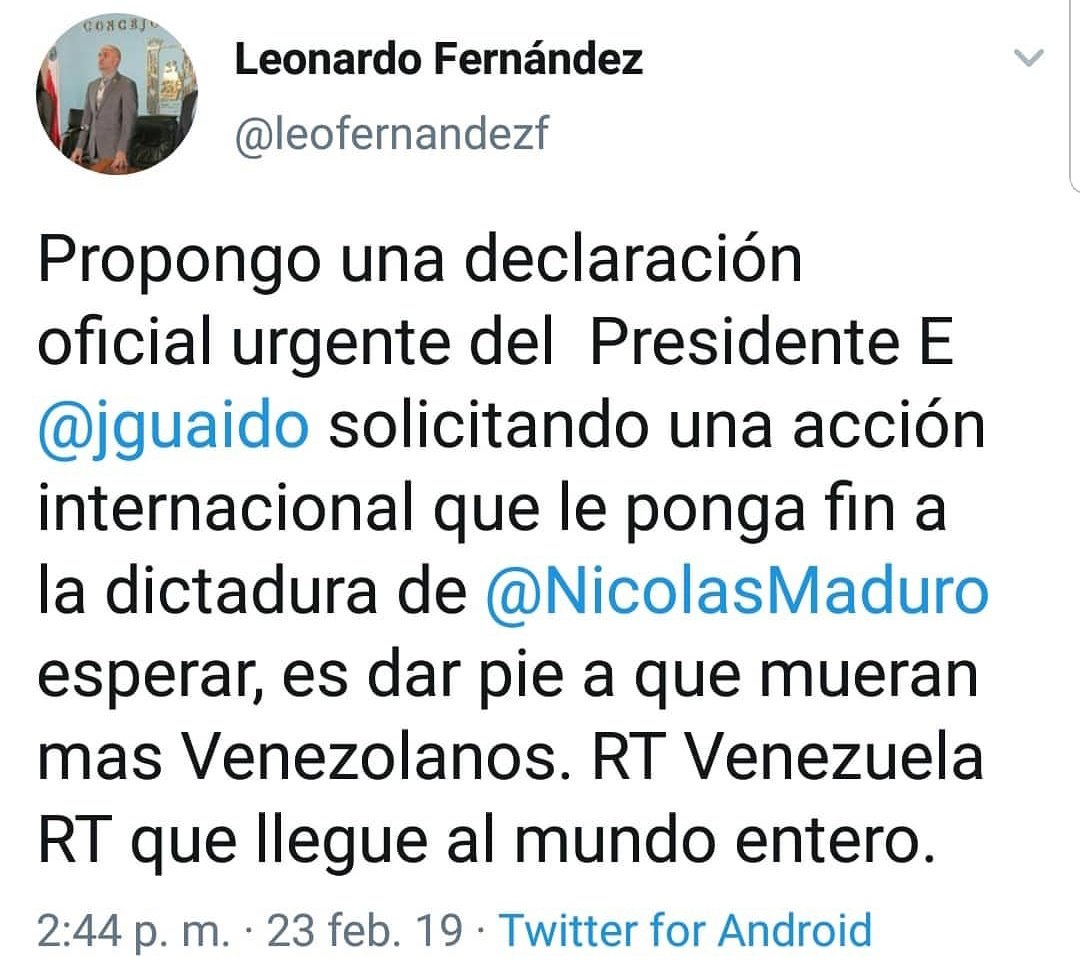 CONCEJO
Leonardo Fernández
@leofernandezf
Propongo una declaración
oficial urgente del  Presidente E
@jguaido solicitando una acción
internacional que le ponga fin a
la dictadura de @NicolasMaduro
esperar, es dar pie a que mueran
mas Venezolanos. RT Venezuela
RT que llegue al mundo entero.
2:44 p. m. · 23 feb. 19 · Twitter for Android